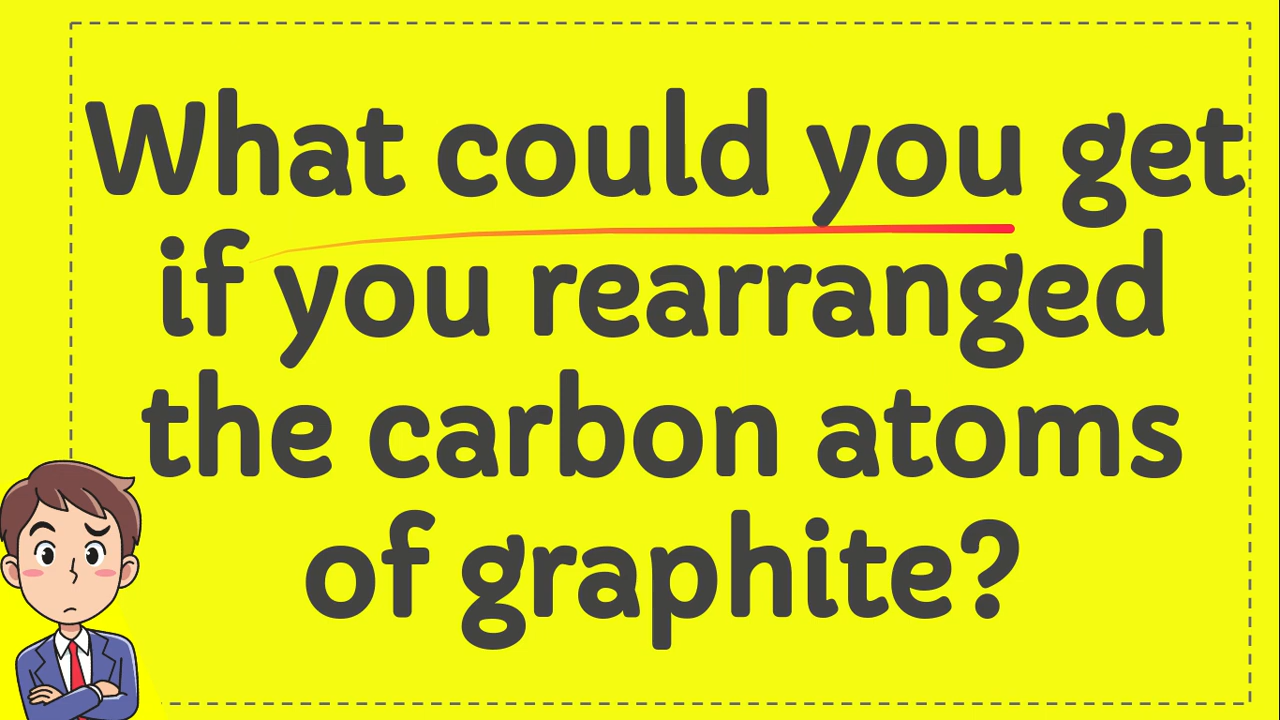 What could you get
if you rearranged
the carbon atoms
of graphite?